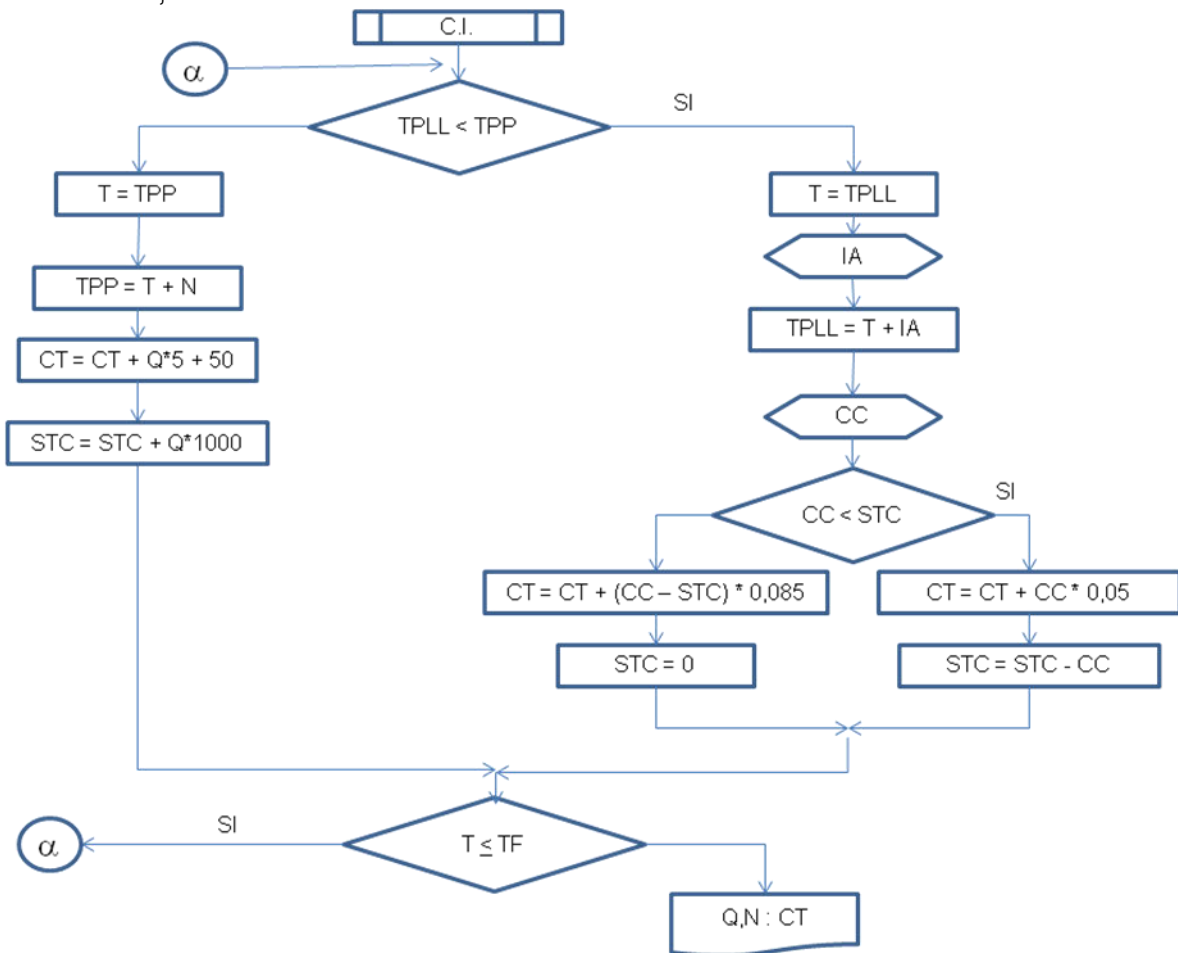 C.I.
α
SI
TPLL < TPP
T = TPP
T = TPLL
IA
TPP = T + N
TPLL = T + IA
CT = CT + Q*5 + 50
CC
STC = STC + Q*1000
SI
CC < STC
CT = CT + (CC – STC) * 0,085
CT = CT + CC * 0,05
STC = 0
STC = STC - CC
SI
α
T ≤ TF
Q,N : CT